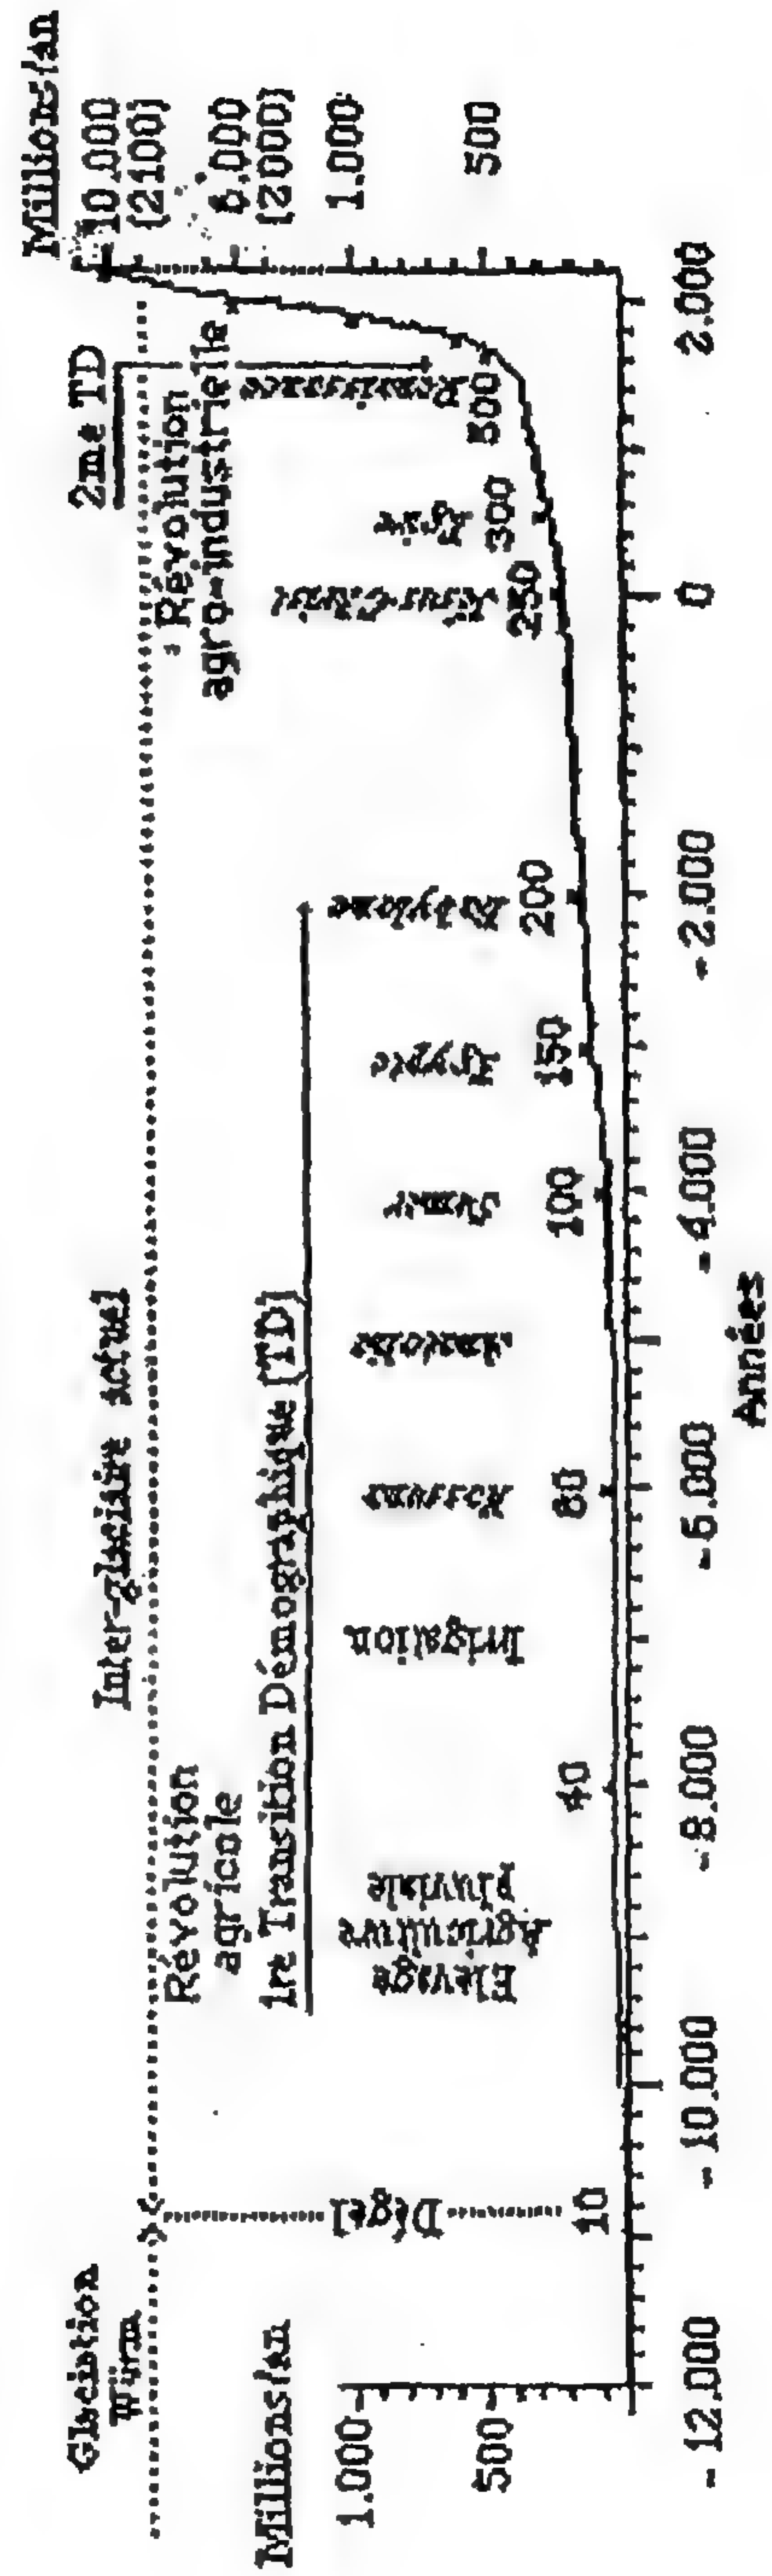 Glaciation
Würm
Inter-glaciaire actuel
2me TD
Millions/an
10.000
(2100)
6.000
(2000)
1.000
500
Révolution
agricole
1re Transition Démographique (TD)
Révolution
agro-industrielle
Millions/an
1.000
500
Dégel
Elevage
Agriculture
pluviale
Irrigation
Hassuna
Anatolie
Sumer
Egypte
Babylone
Jésus-Christ
Renaissance
10
40
80
100
150
200
250
300
500
-12.000
-10.000
-8.000
-6.000
-4.000
-2.000
0
2.000
Années